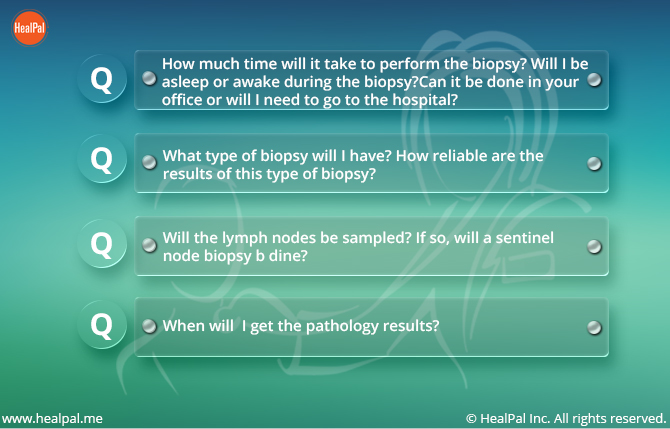 HealPal
Q
How much time will it take to perform the biopsy? Will I be
asleep or awake during the biopsy?Can it be done in your
office or will I need to go to the hospital?
Q
What type of biopsy will I have? How reliable are the
results of this type of biopsy?
Q
Will the lymph nodes be sampled? If so, will a sentinel
node biopsy b dine?
Q
When will  I get the pathology results?
www.healpal.me
© HealPal Inc. All rights reserved.